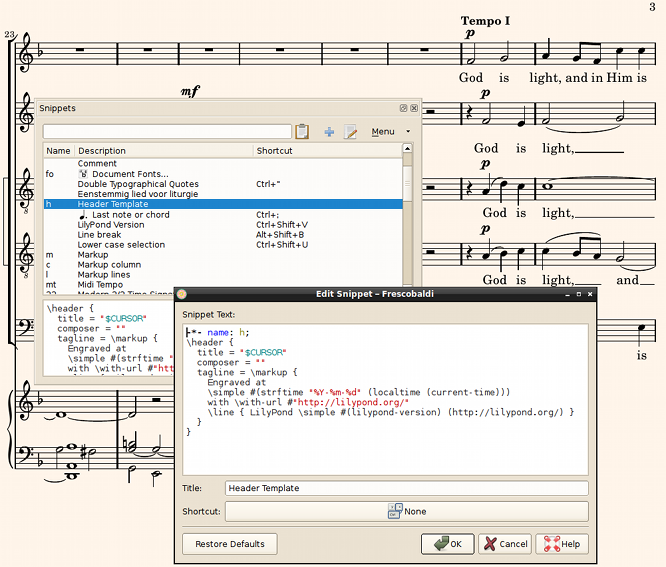 3
23
Tempo I
p
God is light, and in Him is
mf
p
God is light,
p
God is light,
p
God is light, and
is
Snippets
Menu
Name Description Shortcut
Comment
fo Document Fonts...
Double Typographical Quotes Ctrl+"
Eenstemmig lied voor liturgie
h Header Template
Last note or chord Ctrl+;
LilyPond Version Ctrl+Shift+V
Line break Alt+Shift+B
Lower case selection Ctrl+Shift+U
m Markup
c Markup column
l Markup lines
mt Midi Tempo
\header {
title = "$CURSOR"
composer = ""
tagline = \markup {
Engraved at
\simple #(strftime "
with \with-url #"htt
Edit Snippet – Frescobaldi
Snippet Text:
-*- name: h;
\header {
title = "$CURSOR"
composer = ""
tagline = \markup {
Engraved at
\simple #(strftime "%Y-%m-%d" (localtime (current-time)))
with \with-url #"http://lilypond.org/"
\line { LilyPond \simple #(lilypond-version) (http://lilypond.org/) }
}
}
Title: Header Template
Shortcut: None
Restore Defaults OK Cancel Help